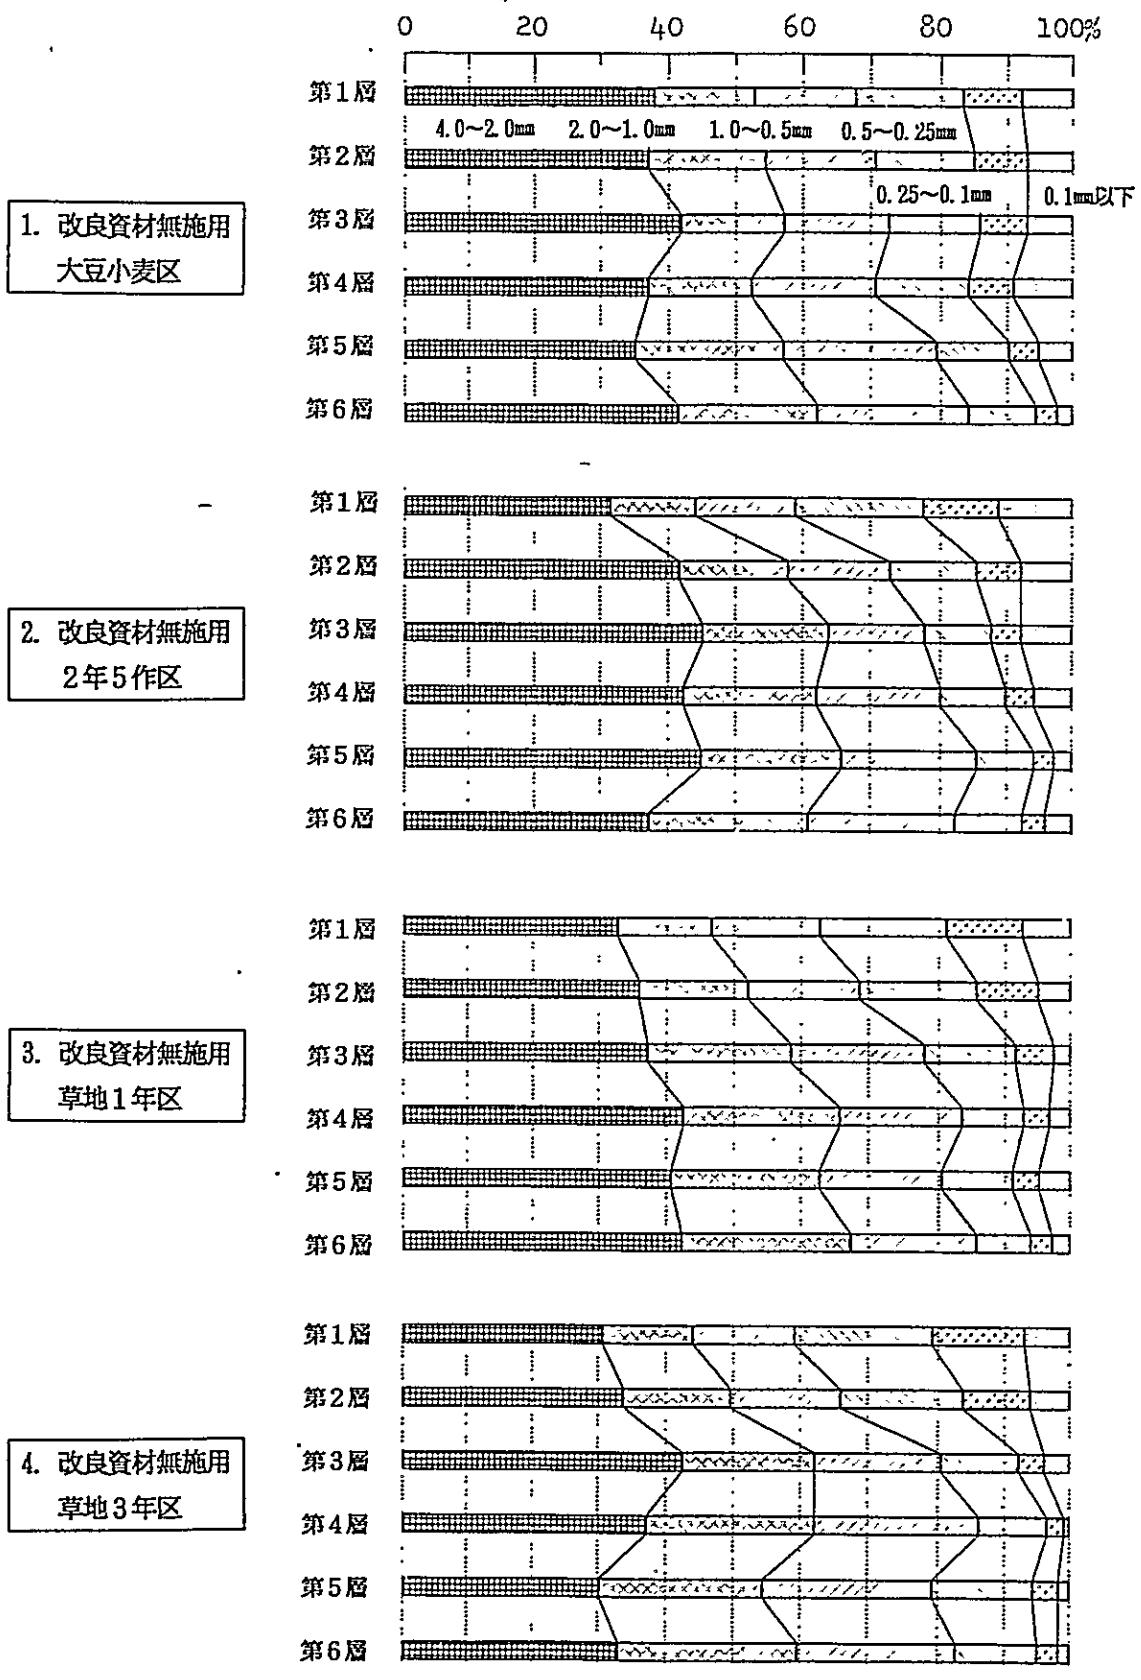 0 20 40 60 80 100%
第1層
4.0～2.0mm 2.0～1.0mm 1.0～0.5mm 0.5～0.25mm
第2層
0.25～0.1mm 0.1mm以下
1. 改良資材無施用
大豆小麦区
第3層
第4層
第5層
第6層
第1層
第2層
2. 改良資材無施用
2年5作区
第3層
第4層
第5層
第6層
第1層
第2層
3. 改良資材無施用
草地1年区
第3層
第4層
第5層
第6層
第1層
第2層
4. 改良資材無施用
草地3年区
第3層
第4層
第5層
第6層